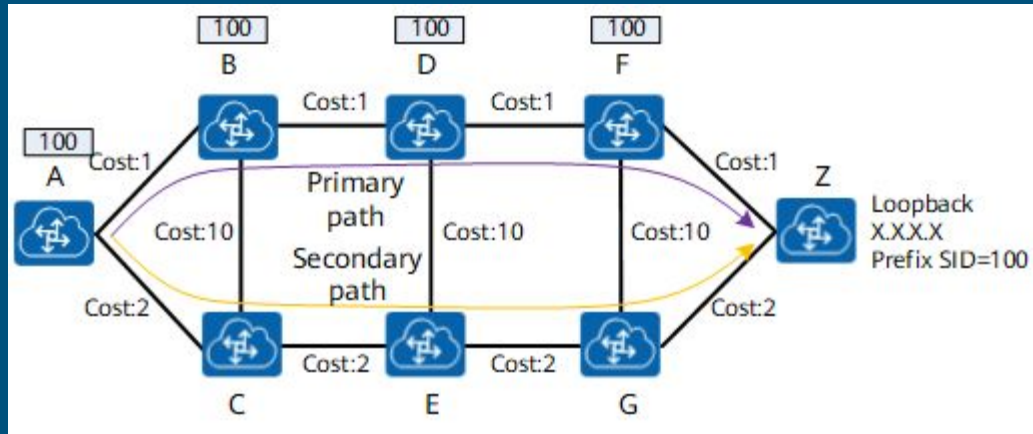 100
100
100
B
D
F
Cost:1
Cost:1
100
Cost:1
Cost:1
A
Z
Primary
path
Loopback
X.X.X.X
Prefix SID=100
Cost:10
Cost:10
Cost:10
Secondary
path
Cost:2
Cost:2
Cost:2
Cost:2
C
E
G